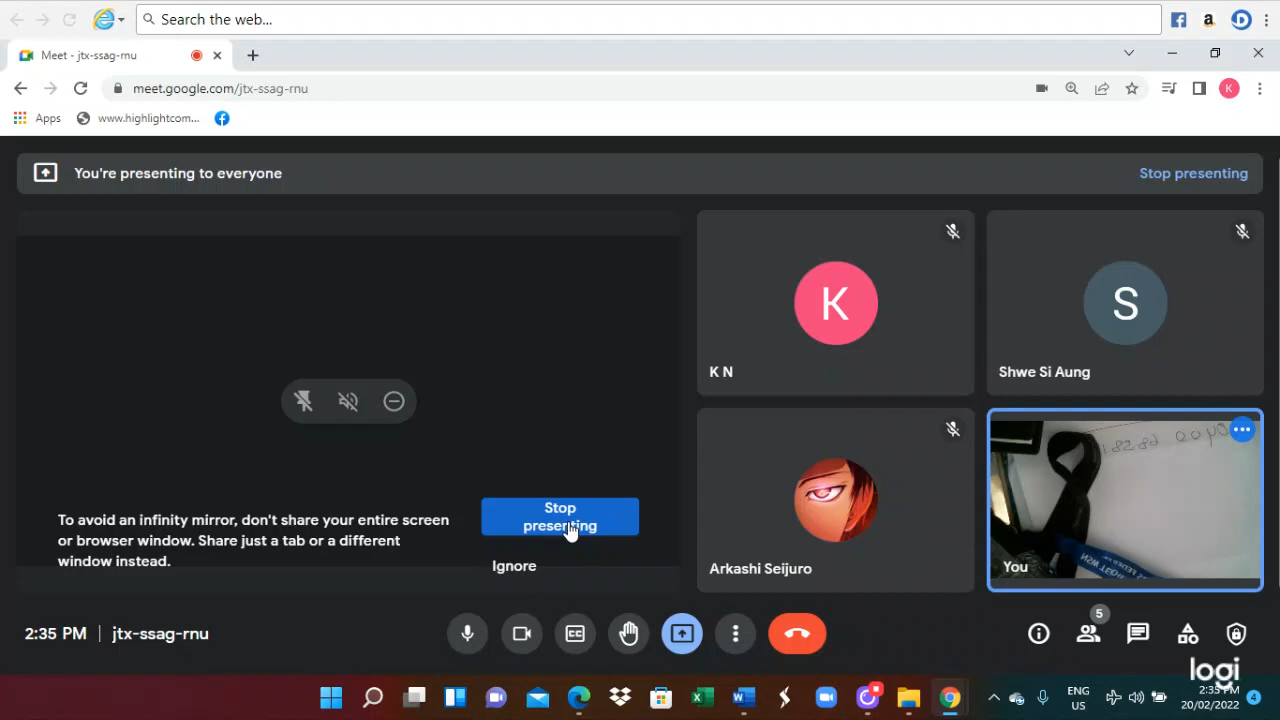 Search the web...
Meet - jtx-ssag-rnu
meet.google.com/jtx-ssag-rnu
K
Apps
www.highlightcom...
You're presenting to everyone
Stop presenting
K
K N
S
Shwe Si Aung
To avoid an infinity mirror, don't share your entire screen
or browser window. Share just a tab or a different
window instead.
Stop
presenting
Ignore
Arkashi Seijuro
You
2:35 PM | jtx-ssag-rnu
5
logi
ENG
US
2:35 PM
20/02/2022
4